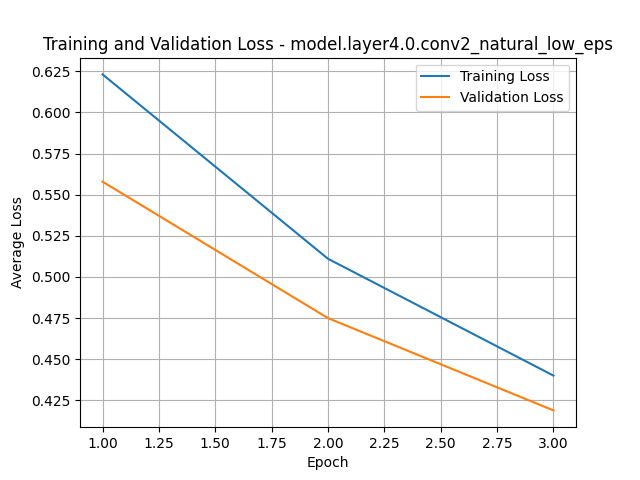 Training and Validation Loss - model.layer4.0.conv2_natural_low_eps
Training Loss
Validation Loss
0.625
0.600
0.575
0.550
0.525
0.500
0.475
0.450
0.425
Average Loss
1.00 1.25 1.50 1.75 2.00 2.25 2.50 2.75 3.00
Epoch